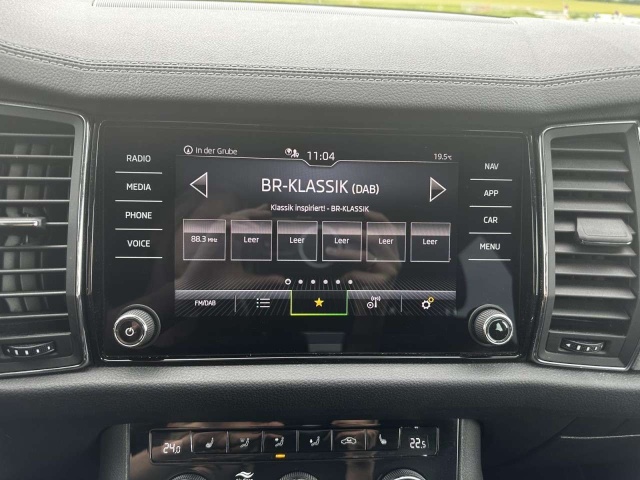 In der Grube 11:04 19.5°C
RADIO
MEDIA
PHONE
VOICE
BR-KLASSIK (DAB)
Klassik inspiriert! - BR-KLASSIK
88.3 MHz Leer Leer Leer Leer Leer
FM/DAB
NAV
APP
CAR
MENU
24.0 22.5